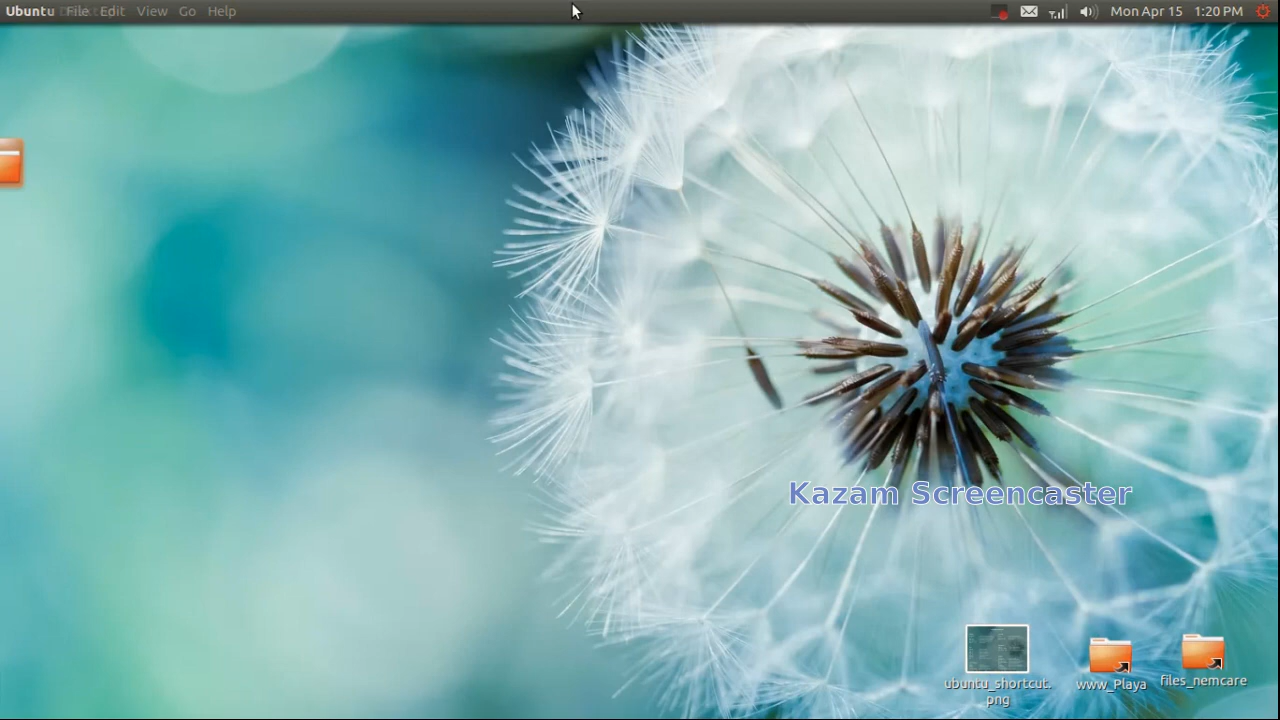 Ubuntu File Edit View Go Help
Mon Apr 15 1:20 PM
Kazam Screencaster
ubuntu_shortcut.
png
www_Playa
files_nemcare